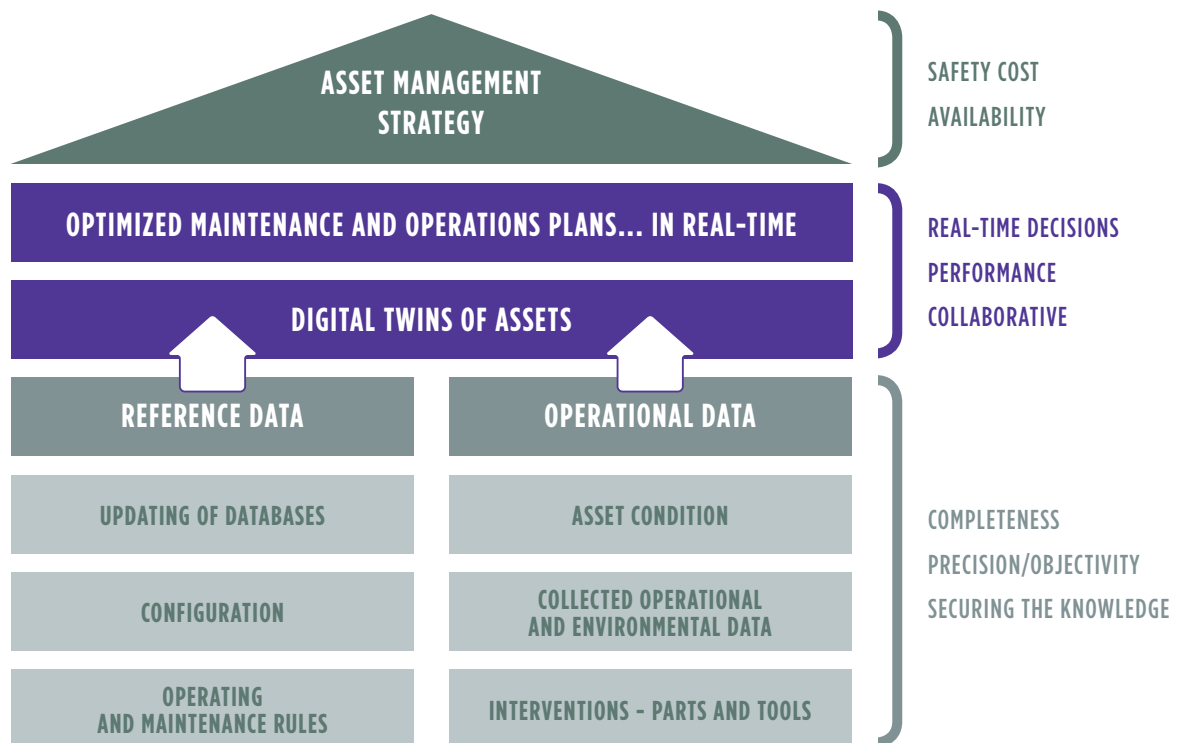 ASSET MANAGEMENT
STRATEGY
SAFETY COST
AVAILABILITY
OPTIMIZED MAINTENANCE AND OPERATIONS PLANS... IN REAL-TIME
DIGITAL TWINS OF ASSETS
REAL-TIME DECISIONS
PERFORMANCE
COLLABORATIVE
REFERENCE DATA
UPDATING OF DATABASES
CONFIGURATION
OPERATING
AND MAINTENANCE RULES
OPERATIONAL DATA
ASSET CONDITION
COLLECTED OPERATIONAL
AND ENVIRONMENTAL DATA
INTERVENTIONS - PARTS AND TOOLS
COMPLETENESS
PRECISION/OBJECTIVITY
SECURING THE KNOWLEDGE